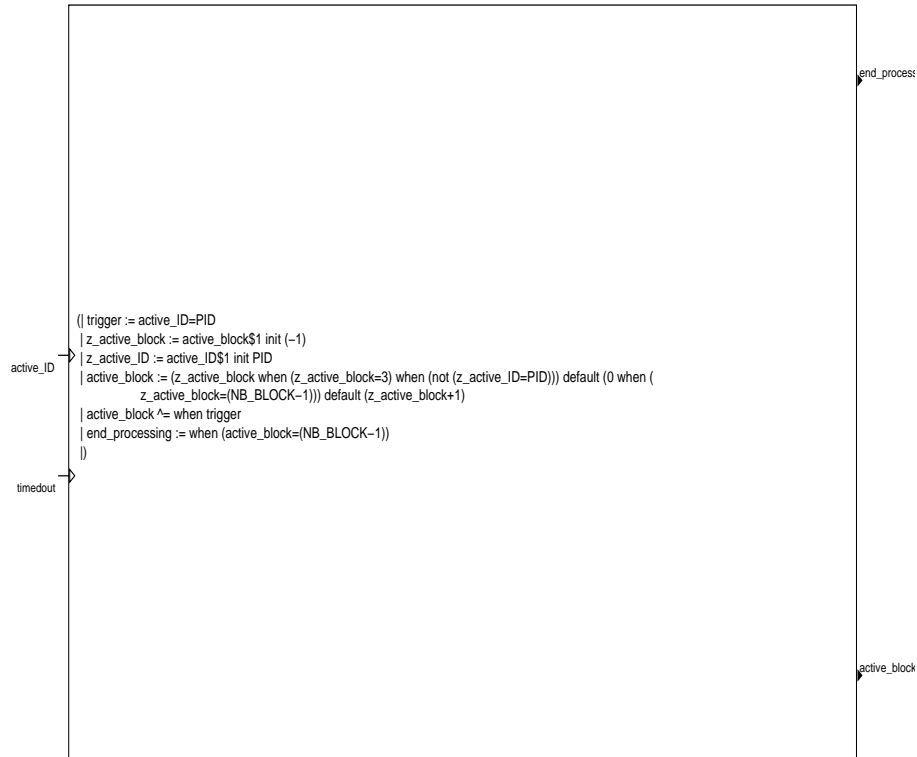 end_process
(| trigger := active_ID=PID
| z_active_block := active_block$1 init (−1)
| z_active_ID := active_ID$1 init PID
active_ID
| active_block := (z_active_block when (z_active_block=3) when (not (z_active_ID=PID))) default (0 when (
z_active_block=(NB_BLOCK−1))) default (z_active_block+1)
| active_block ^= when trigger
| end_processing := when (active_block=(NB_BLOCK−1))
|)
timedout
active_block